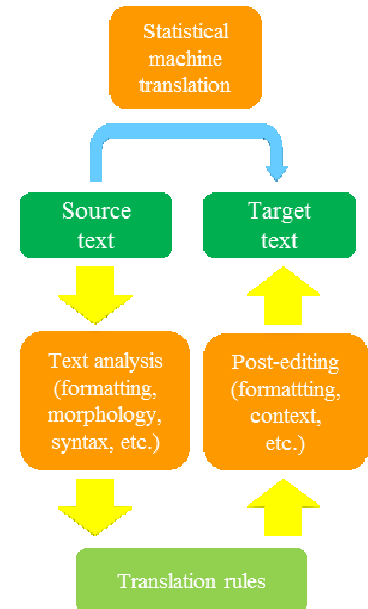 Statistical
machine
translation
Source
text
Target
text
Text analysis
(formatting,
morphology,
syntax, etc.)
Post-editing
(formattting,
context,
etc.)
Translation rules